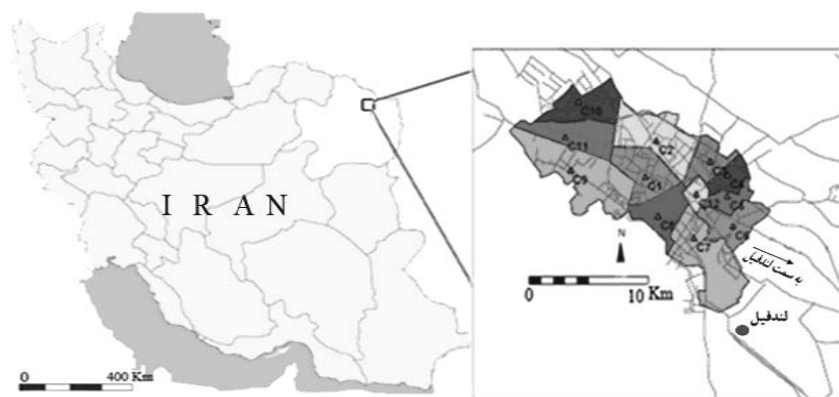 IRAN
0 400 Km
C10
C11
C2
C9
C1
C3
C4
C12
C5
C8
C7
C6
N
0 10 Km
به سمت لندفیل
لندفیل